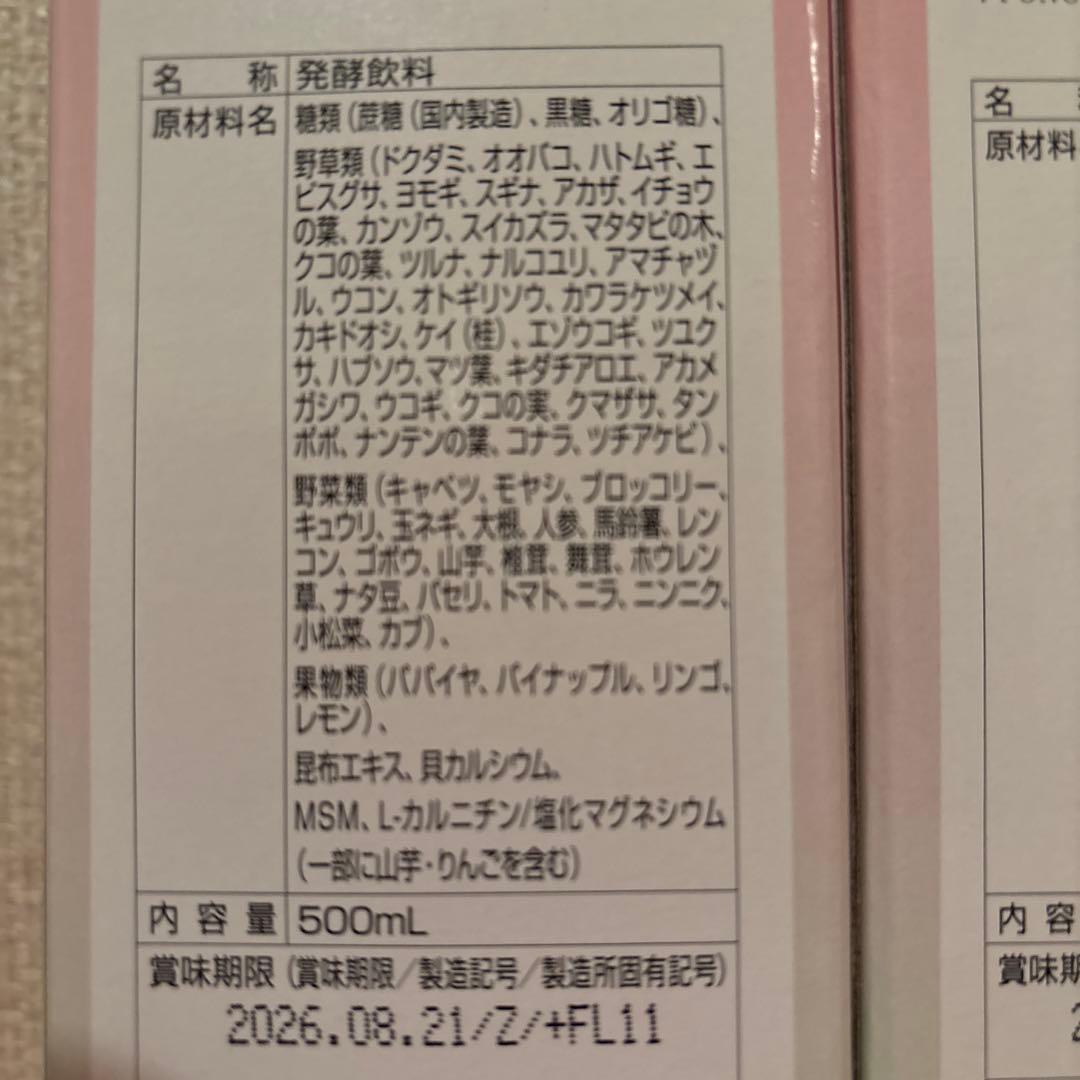 名称 発酵飲料
原材料名 糖類（蔗糖（国内製造）、黒糖、オリゴ糖）、
野草類（ドクダミ、オオバコ、ハトムギ、エ
ビスグサ、ヨモギ、スギナ、アカザ、イチョウ
の葉、カンゾウ、スイカズラ、マタタビの木、
クコの葉、ツルナ、ナルコユリ、アマチャヅ
ル、ウコン、オトギリソウ、カワラケツメイ、
カキドオシ、ケイ（桂）、エゾウコギ、ツユク
サ、ハブソウ、マツ葉、キダチアロエ、アカメ
ガシワ、ウコギ、クコの実、クマザサ、タン
ポポ、ナンテンの葉、コナラ、ツチアケビ）、
野菜類（キャベツ、モヤシ、ブロッコリー、
キュウリ、玉ネギ、大根、人参、馬鈴薯、レン
コン、ゴボウ、山芋、椎茸、舞茸、ホウレン
草、ナタ豆、パセリ、トマト、ニラ、ニンニク、
小松菜、カブ）、
果物類（パパイヤ、パイナップル、リンゴ、
レモン）、
昆布エキス、貝カルシウム、
MSM、L-カルニチン/塩化マグネシウム
（一部に山芋・りんごを含む）
内容量 500mL
賞味期限（賞味期限／製造記号／製造所固有記号）
2026.08.21/Z/+FL11
名
原材料
内容
賞味期